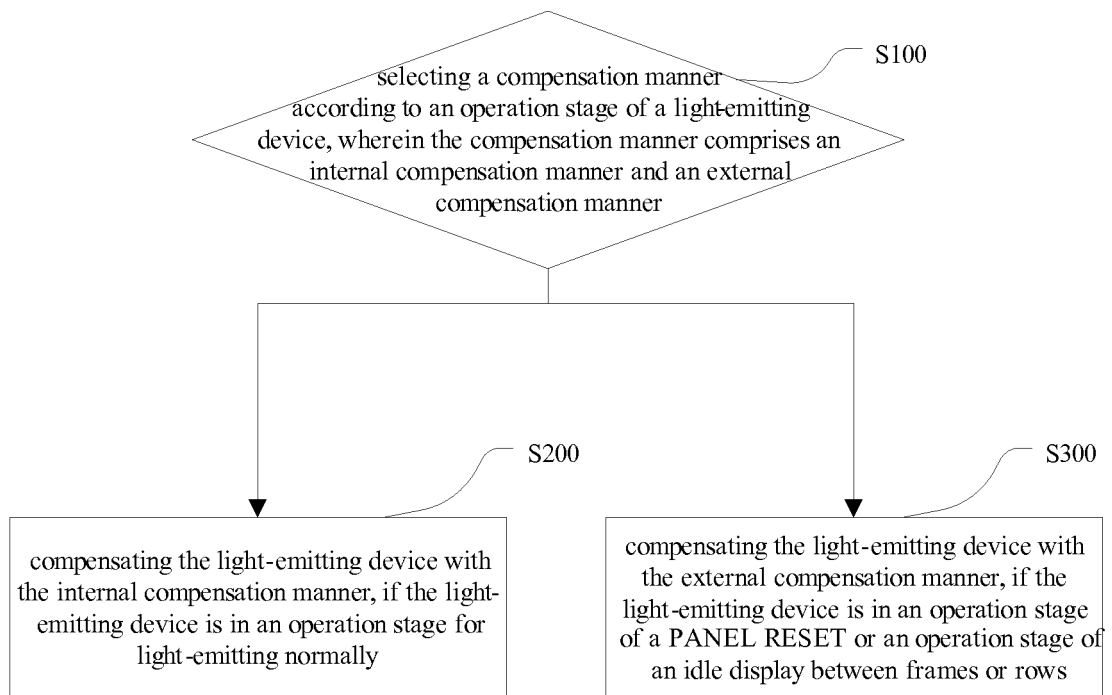 S100
selecting a compensation manner
according to an operation stage of a light-emitting
device, wherein the compensation manner comprises an
internal compensation manner and an external
compensation manner
S200
compensating the light-emitting device with
the internal compensation manner, if the light-
emitting device is in an operation stage for
light-emitting normally
S300
compensating the light-emitting device with
the external compensation manner, if the
light-emitting device is in an operation stage
of a PANEL RESET or an operation stage of
an idle display between frames or rows